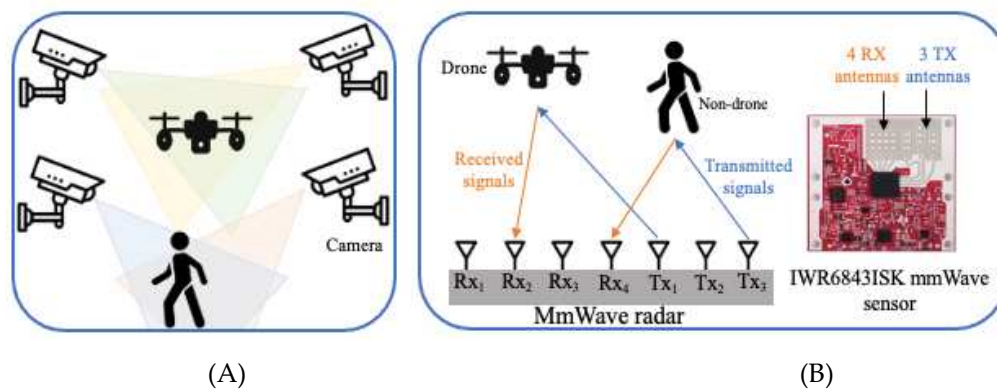 Camera
(A)
Drone
Non-drone
4 RX
antennas
3 TX
antennas
Received
signals
Transmitted
signals
Rx₁ Rx₂ Rx₃ Rx₄ Tx₁ Tx₂ Tx₃
MmWave radar
IWR6843ISK mmWave
sensor
(B)